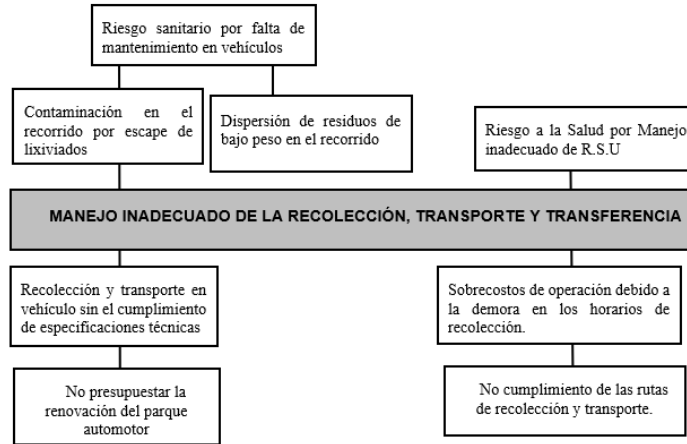 Riesgo sanitario por falta de
mantenimiento en vehículos
Contaminación en el
recorrido por escape de
lixiviados
Dispersión de residuos de
bajo peso en el recorrido
Riesgo a la Salud por Manejo
inadecuado de R.S.U
MANEJO INADECUADO DE LA RECOLECCIÓN, TRANSPORTE Y TRANSFERENCIA
Recolección y transporte en
vehículo sin el cumplimiento
de especificaciones técnicas
Sobrecostos de operación debido a
la demora en los horarios de
recolección.
No presupuestar la
renovación del parque
automotor
No cumplimiento de las rutas
de recolección y transporte.